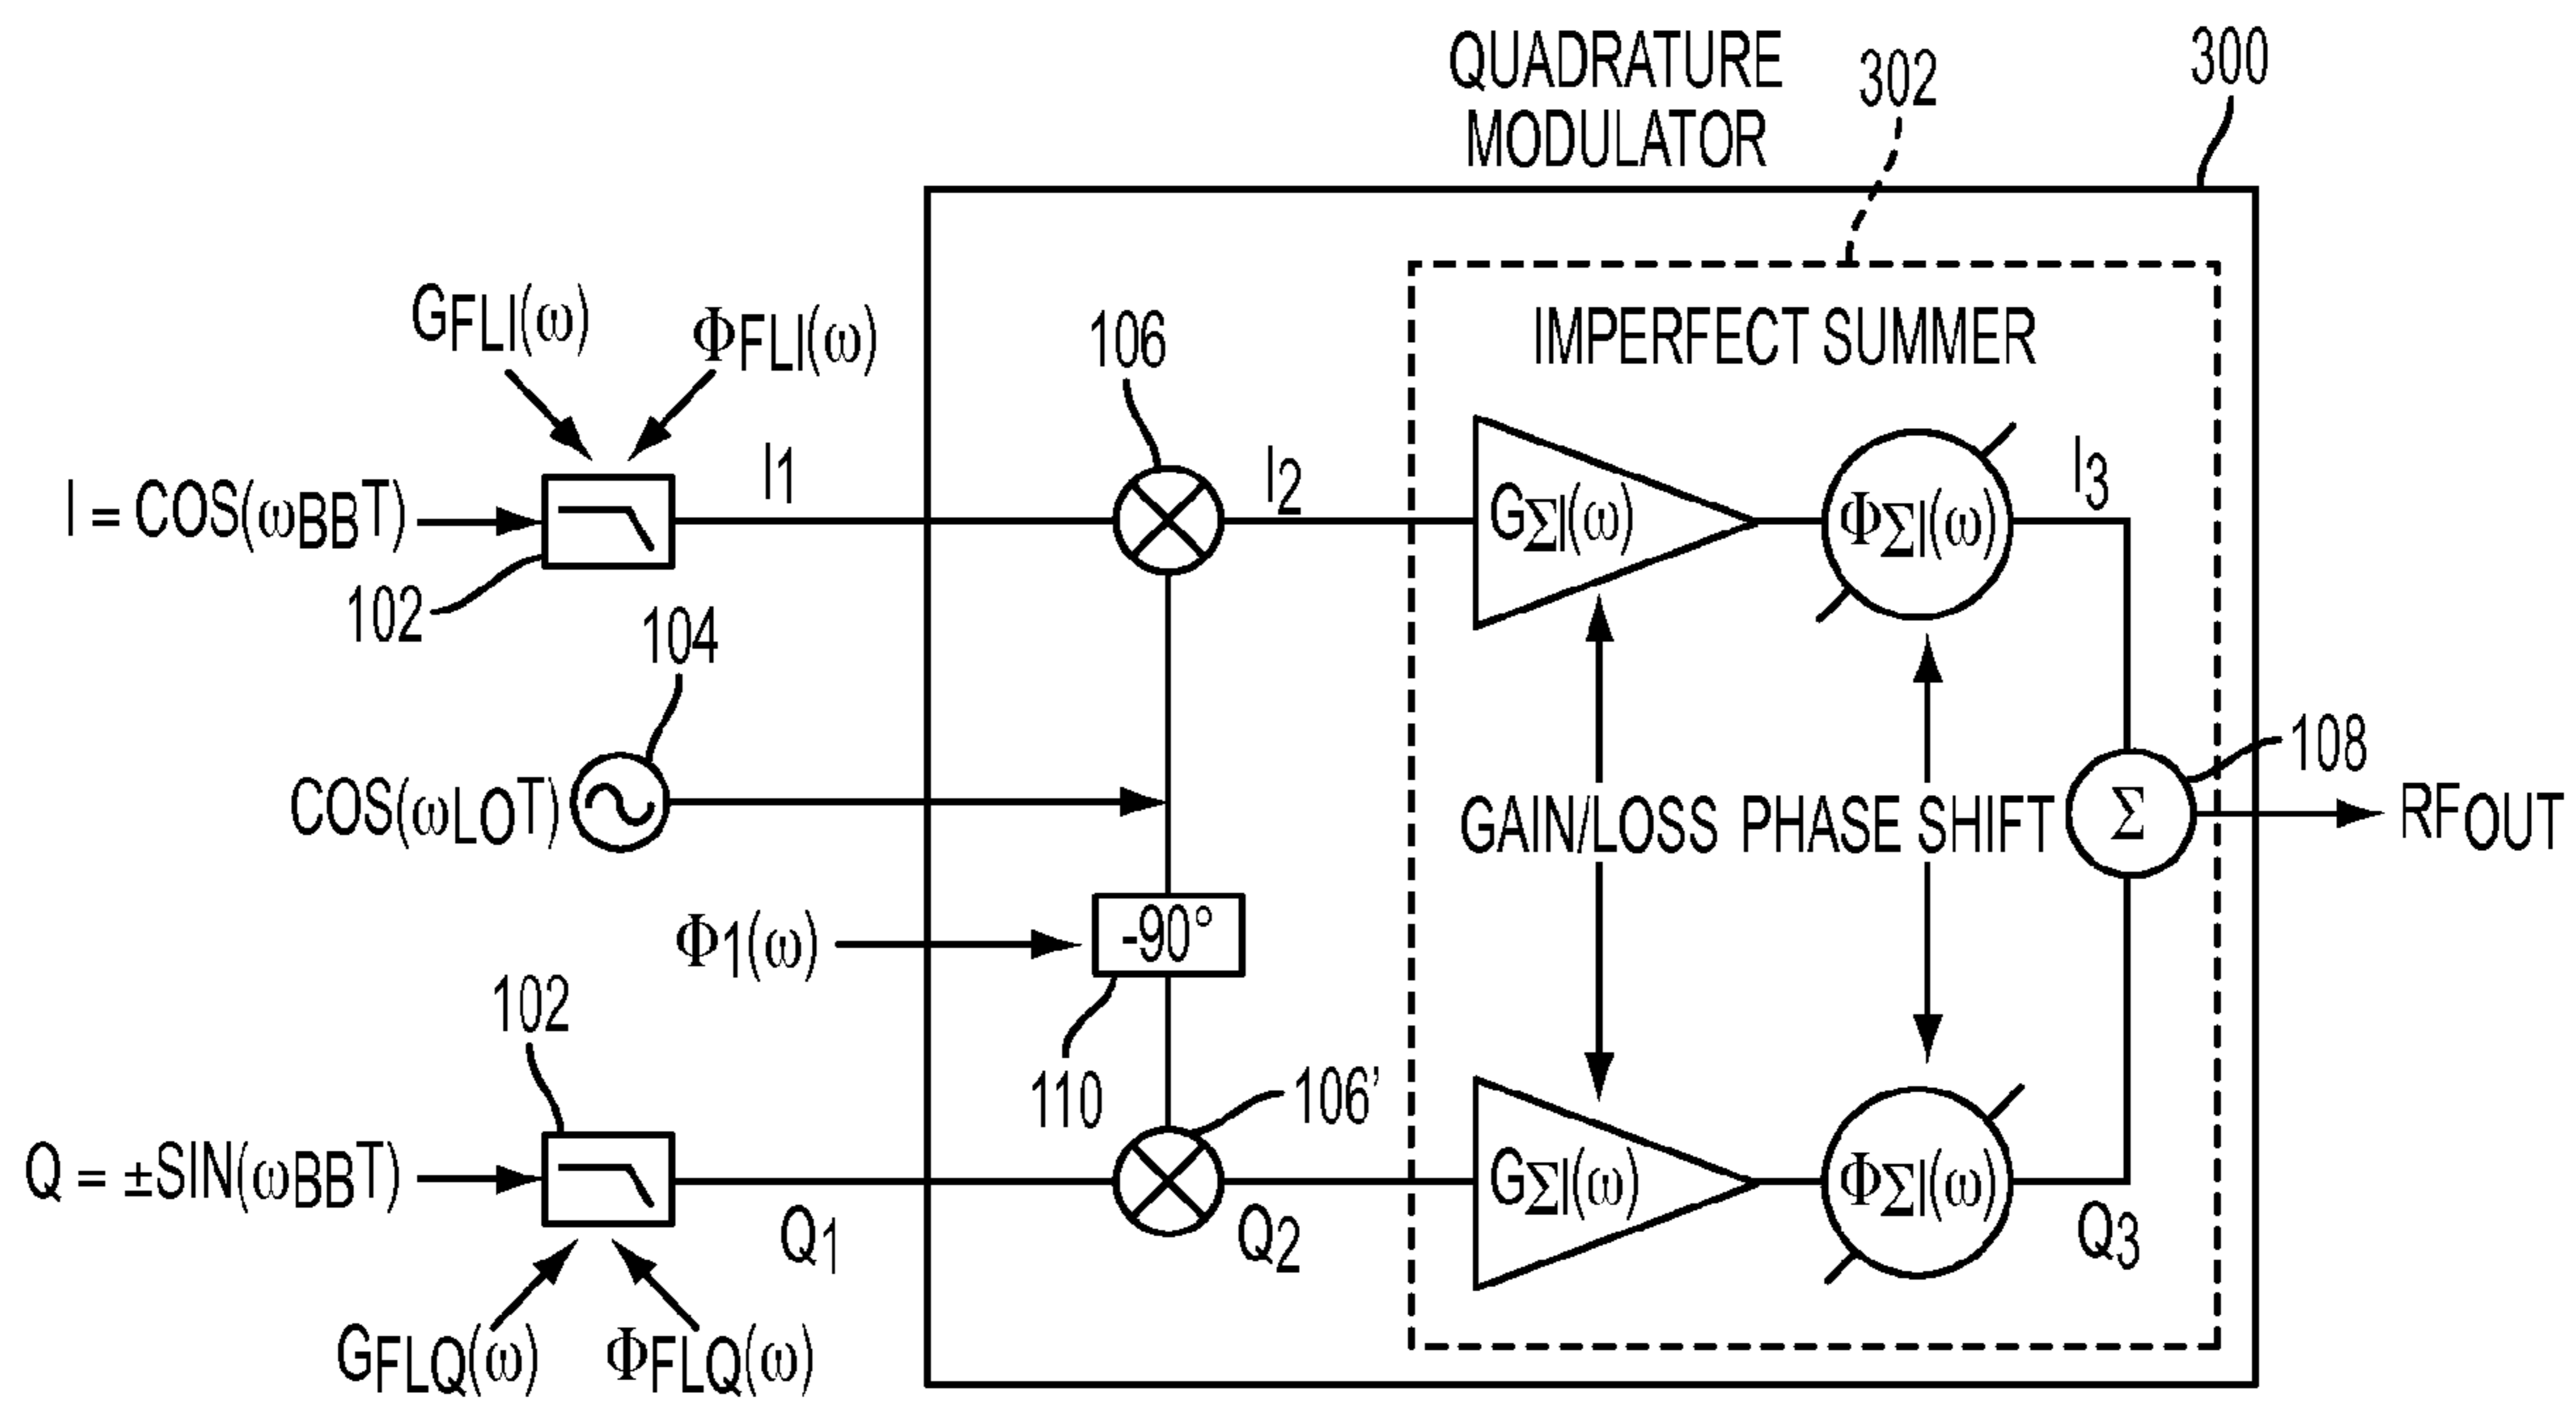 QUADRATURE
MODULATOR
302
300
IMPERFECT SUMMER
GFLI(ω)
ΦFLI(ω)
106
I = COS(ωBBT)
I1
I2
GΣI(ω)
ΦΣI(ω)
I3
102
104
COS(ωLOT)
GAIN/LOSS
PHASE SHIFT
Σ
108
RFOUT
Φ1(ω)
-90°
102
110
106'
Q = ±SIN(ωBBT)
Q1
Q2
GΣI(ω)
ΦΣI(ω)
Q3
GFLQ(ω)
ΦFLQ(ω)